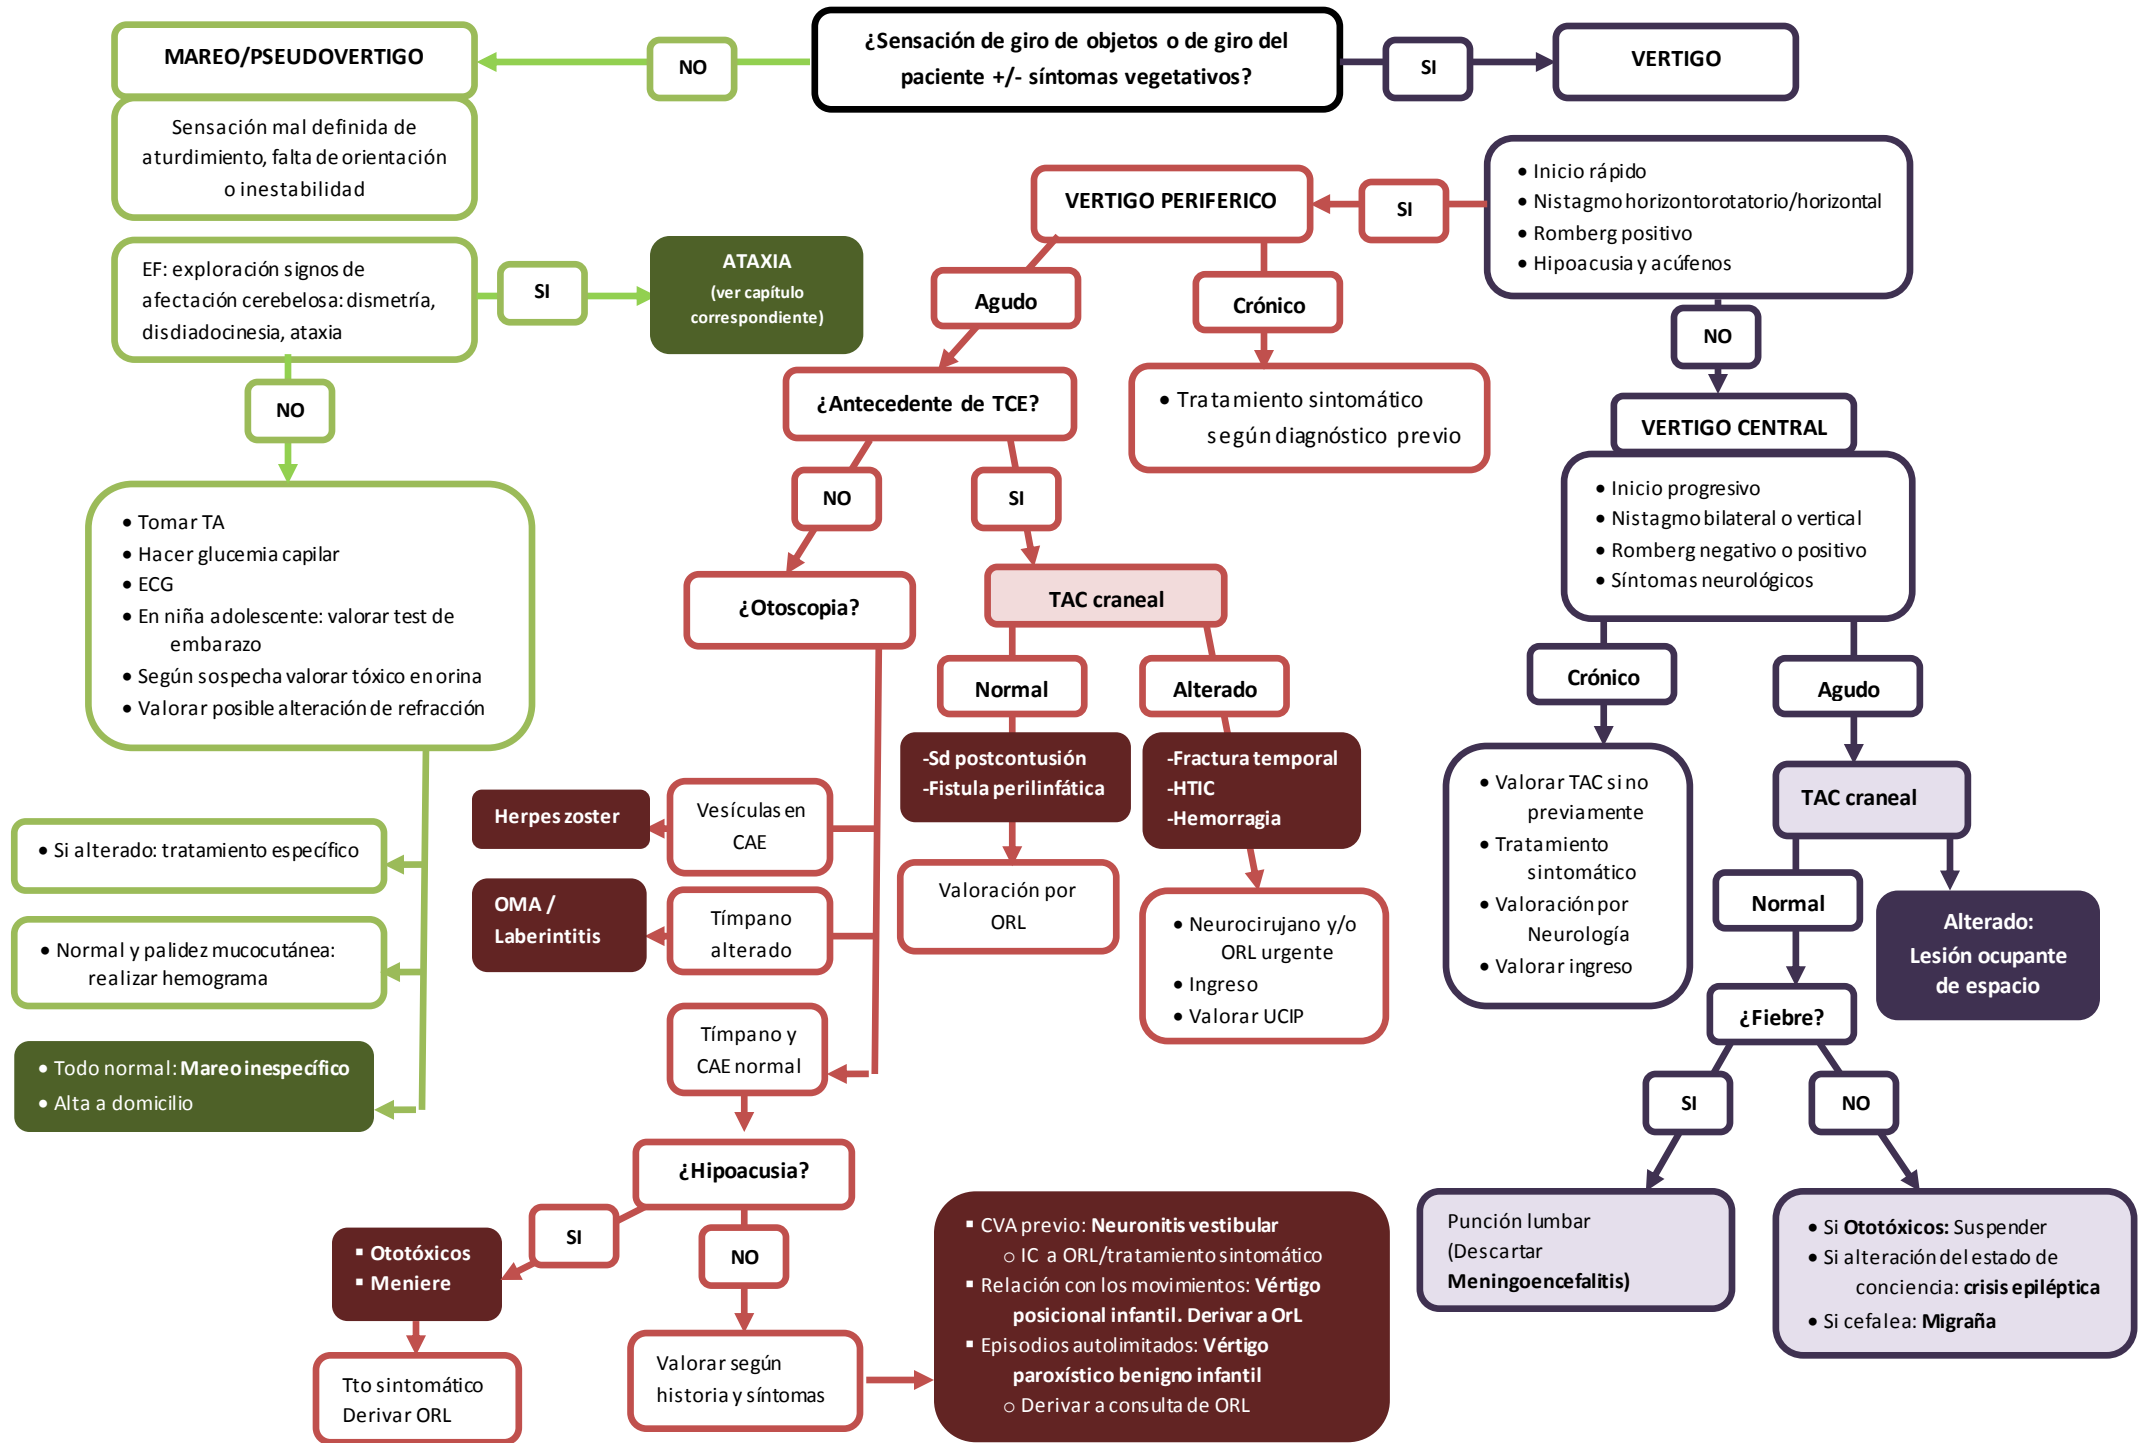 ¿Sensación de giro de objetos o de giro del
paciente +/- síntomas vegetativos?
NO
MAREO/PSEUDOVERTIGO
Sensación mal definida de
aturdimiento, falta de orientación
o inestabilidad
EF: exploración signos de
afectación cerebelosa: dismetría,
disdiadocinesia, ataxia
SI
ATAXIA
(ver capítulo
correspondiente)
NO
• Tomar TA
• Hacer glucemia capilar
• ECG
• En niña adolescente: valorar test de
embarazo
• Según sospecha valorar tóxico en orina
• Valorar posible alteración de refracción
• Si alterado: tratamiento específico
• Normal y palidez mucocutánea:
realizar hemograma
• Todo normal: Mareo inespecífico
• Alta a domicilio
SI
VERTIGO
• Inicio rápido
• Nistagmo horizontorotatorio/horizontal
• Romberg positivo
• Hipoacusia y acúfenos
SI
VERTIGO PERIFERICO
Agudo
Crónico
• Tratamiento sintomático
según diagnóstico previo
¿Antecedente de TCE?
NO
SI
¿Otoscopia?
TAC craneal
Normal
Alterado
-Sd postcontusión
-Fistula perilinfática
-Fractura temporal
-HTIC
-Hemorragia
Valoración por
ORL
• Neurocirujano y/o
ORL urgente
• Ingreso
• Valorar UCIP
Vesículas en
CAE
Herpes zoster
Tímpano
alterado
OMA /
Laberintitis
Tímpano y
CAE normal
¿Hipoacusia?
SI
NO
▪ Ototóxicos
▪ Meniere
Tto sintomático
Derivar ORL
Valorar según
historia y síntomas
▪ CVA previo: Neuronitis vestibular
○ IC a ORL/tratamiento sintomático
▪ Relación con los movimientos: Vértigo
posicional infantil. Derivar a OrL
▪ Episodios autolimitados: Vértigo
paroxístico benigno infantil
○ Derivar a consulta de ORL
NO
VERTIGO CENTRAL
• Inicio progresivo
• Nistagmo bilateral o vertical
• Romberg negativo o positivo
• Síntomas neurológicos
Crónico
Agudo
• Valorar TAC si no
previamente
• Tratamiento
sintomático
• Valoración por
Neurología
• Valorar ingreso
TAC craneal
Normal
Alterado:
Lesión ocupante
de espacio
¿Fiebre?
SI
NO
Punción lumbar
(Descartar
Meningoencefalitis)
• Si Ototóxicos: Suspender
• Si alteración del estado de
conciencia: crisis epiléptica
• Si cefalea: Migraña